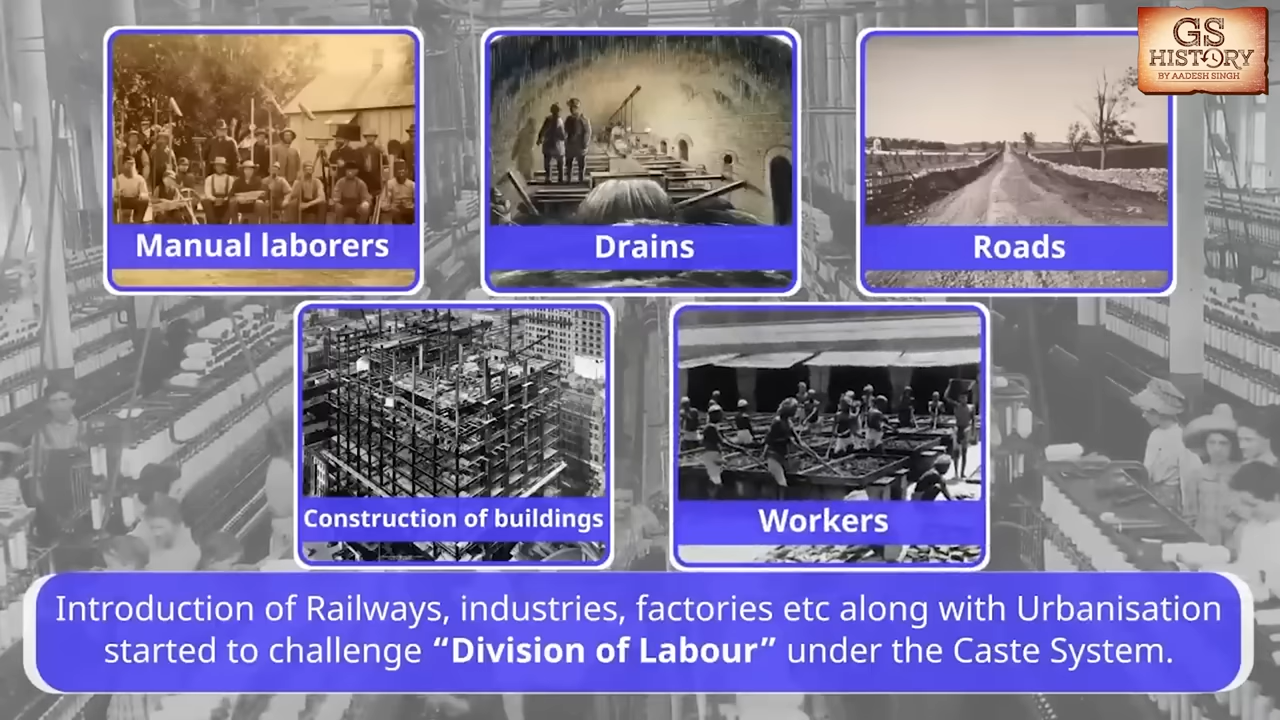 GS
HISTORY
BY AADESH SINGH
Manual laborers
Drains
Roads
Construction of buildings
Workers
Introduction of Railways, industries, factories etc along with Urbanisation
started to challenge “Division of Labour” under the Caste System.